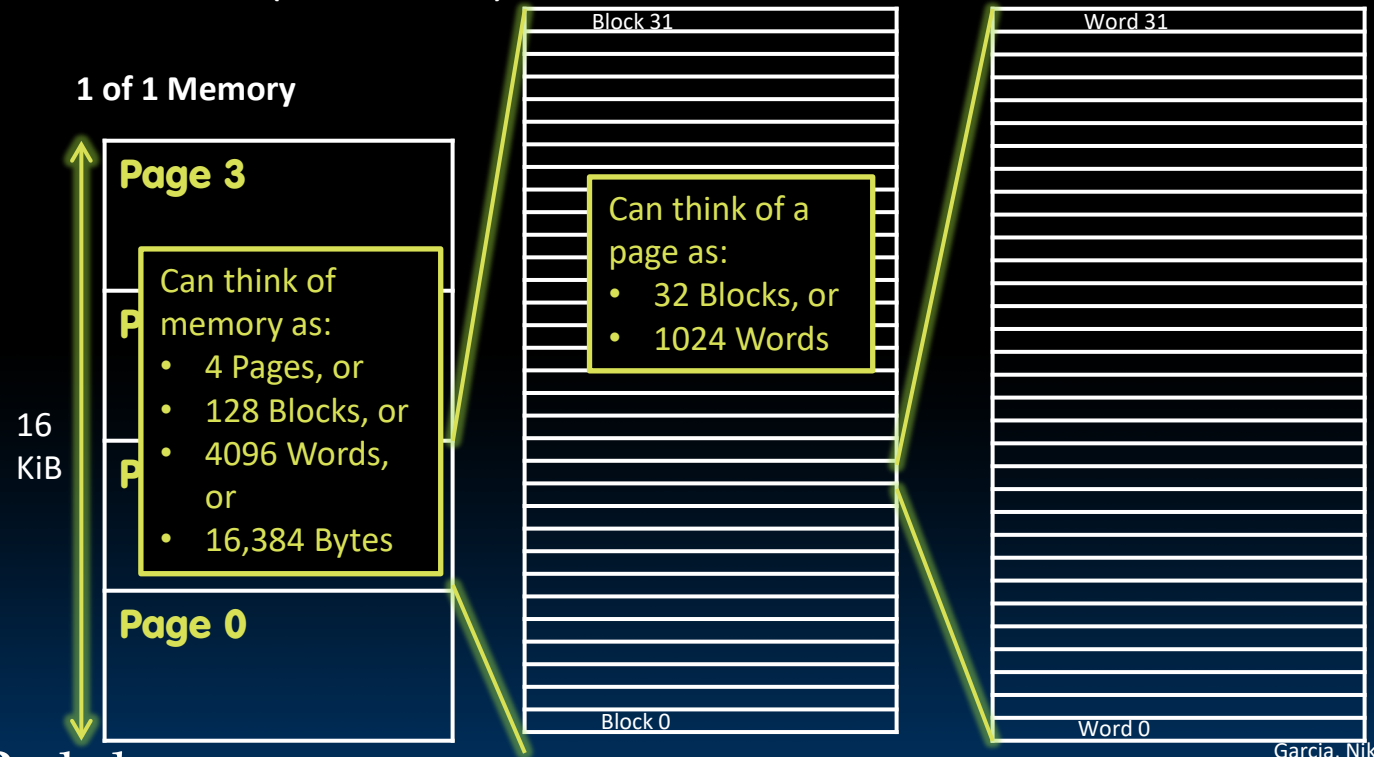 Block 31
Word 31
1 of 1 Memory
Page 3
Can think of
memory as:
• 4 Pages, or
• 128 Blocks, or
• 4096 Words,
or
• 16,384 Bytes
Can think of a
page as:
• 32 Blocks, or
• 1024 Words
P
16
KiB
P
Page 0
Block 0
Word 0
Garcia, Nik